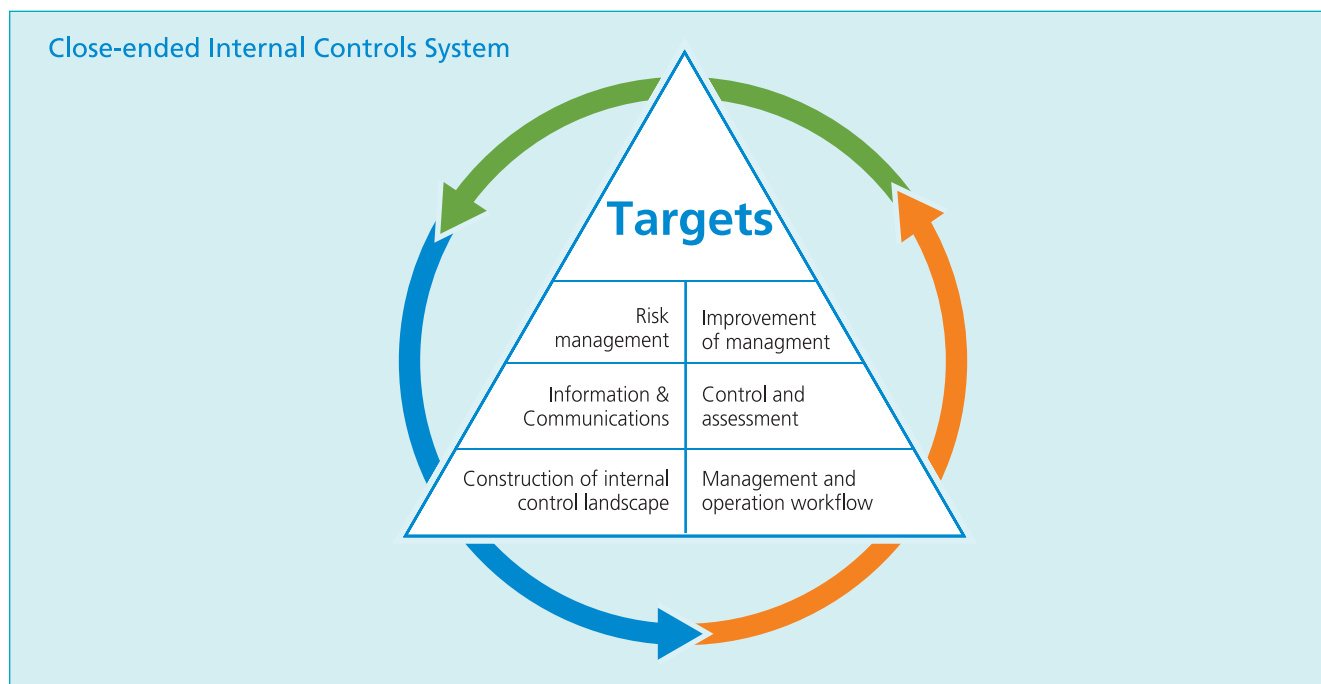 Close-ended Internal Controls System
Targets
Risk
management
Improvement
of managment
Information &
Communications
Control and
assessment
Construction of internal
control landscape
Management and
operation workflow